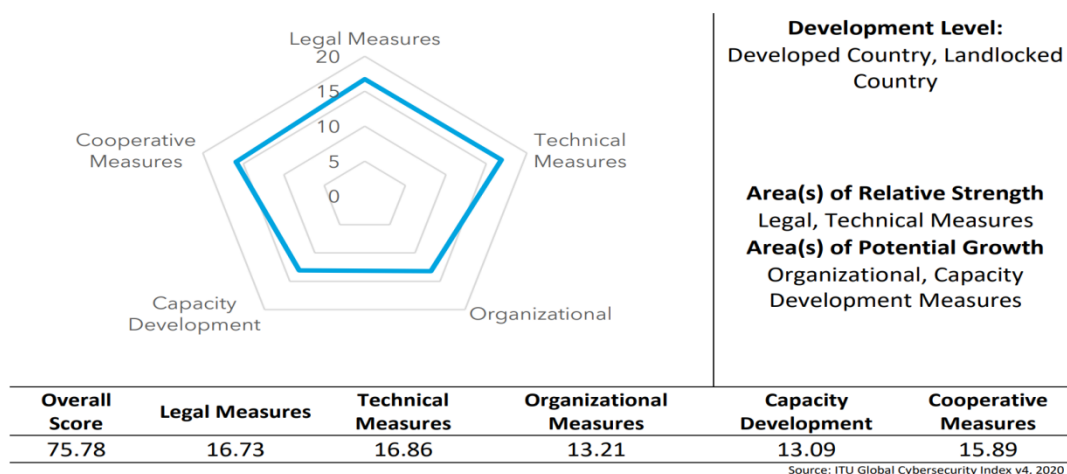 Legal Measures
20
15
10
5
0
Cooperative
Measures
Technical
Measures
Capacity
Development
Organizational
Development Level:
Developed Country, Landlocked
Country
Area(s) of Relative Strength
Legal, Technical Measures
Area(s) of Potential Growth
Organizational, Capacity
Development Measures
Overall
Score
Legal Measures
Technical
Measures
Organizational
Measures
Capacity
Development
Cooperative
Measures
75.78 16.73 16.86 13.21 13.09 15.89
Source: ITU Global Cybersecurity Index v4, 2020